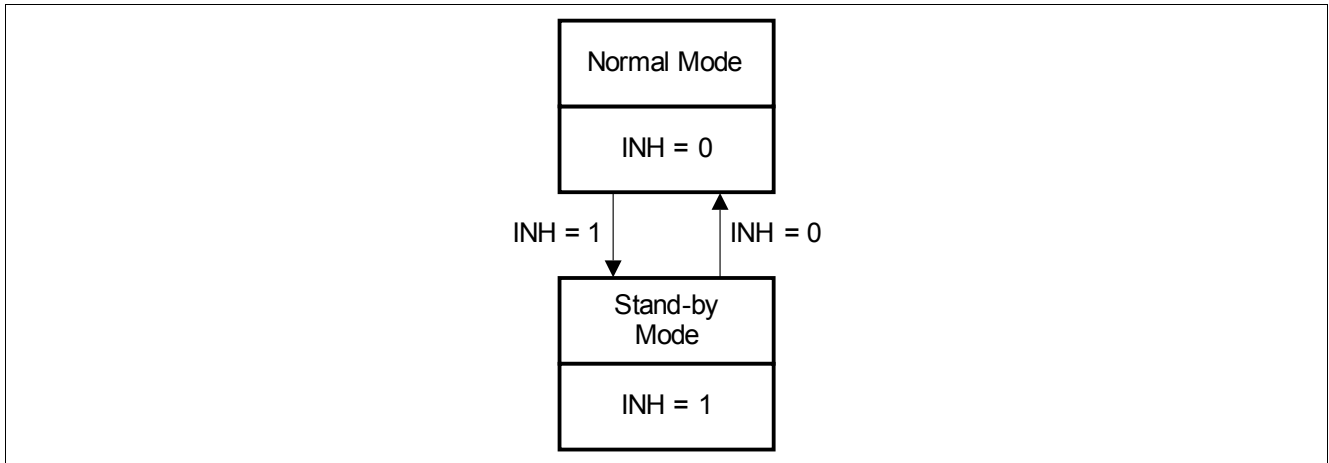 Normal Mode
INH = 0
INH = 1
INH = 0
Stand-by
Mode
INH = 1